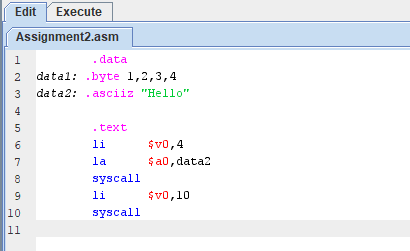 Edit Execute
Assignment2.asm
1 .data
2 data1: .byte 1,2,3,4
3 data2: .asciiz "Hello"
4
5 .text
6 li $v0,4
7 la $a0,data2
8 syscall
9 li $v0,10
10 syscall
11